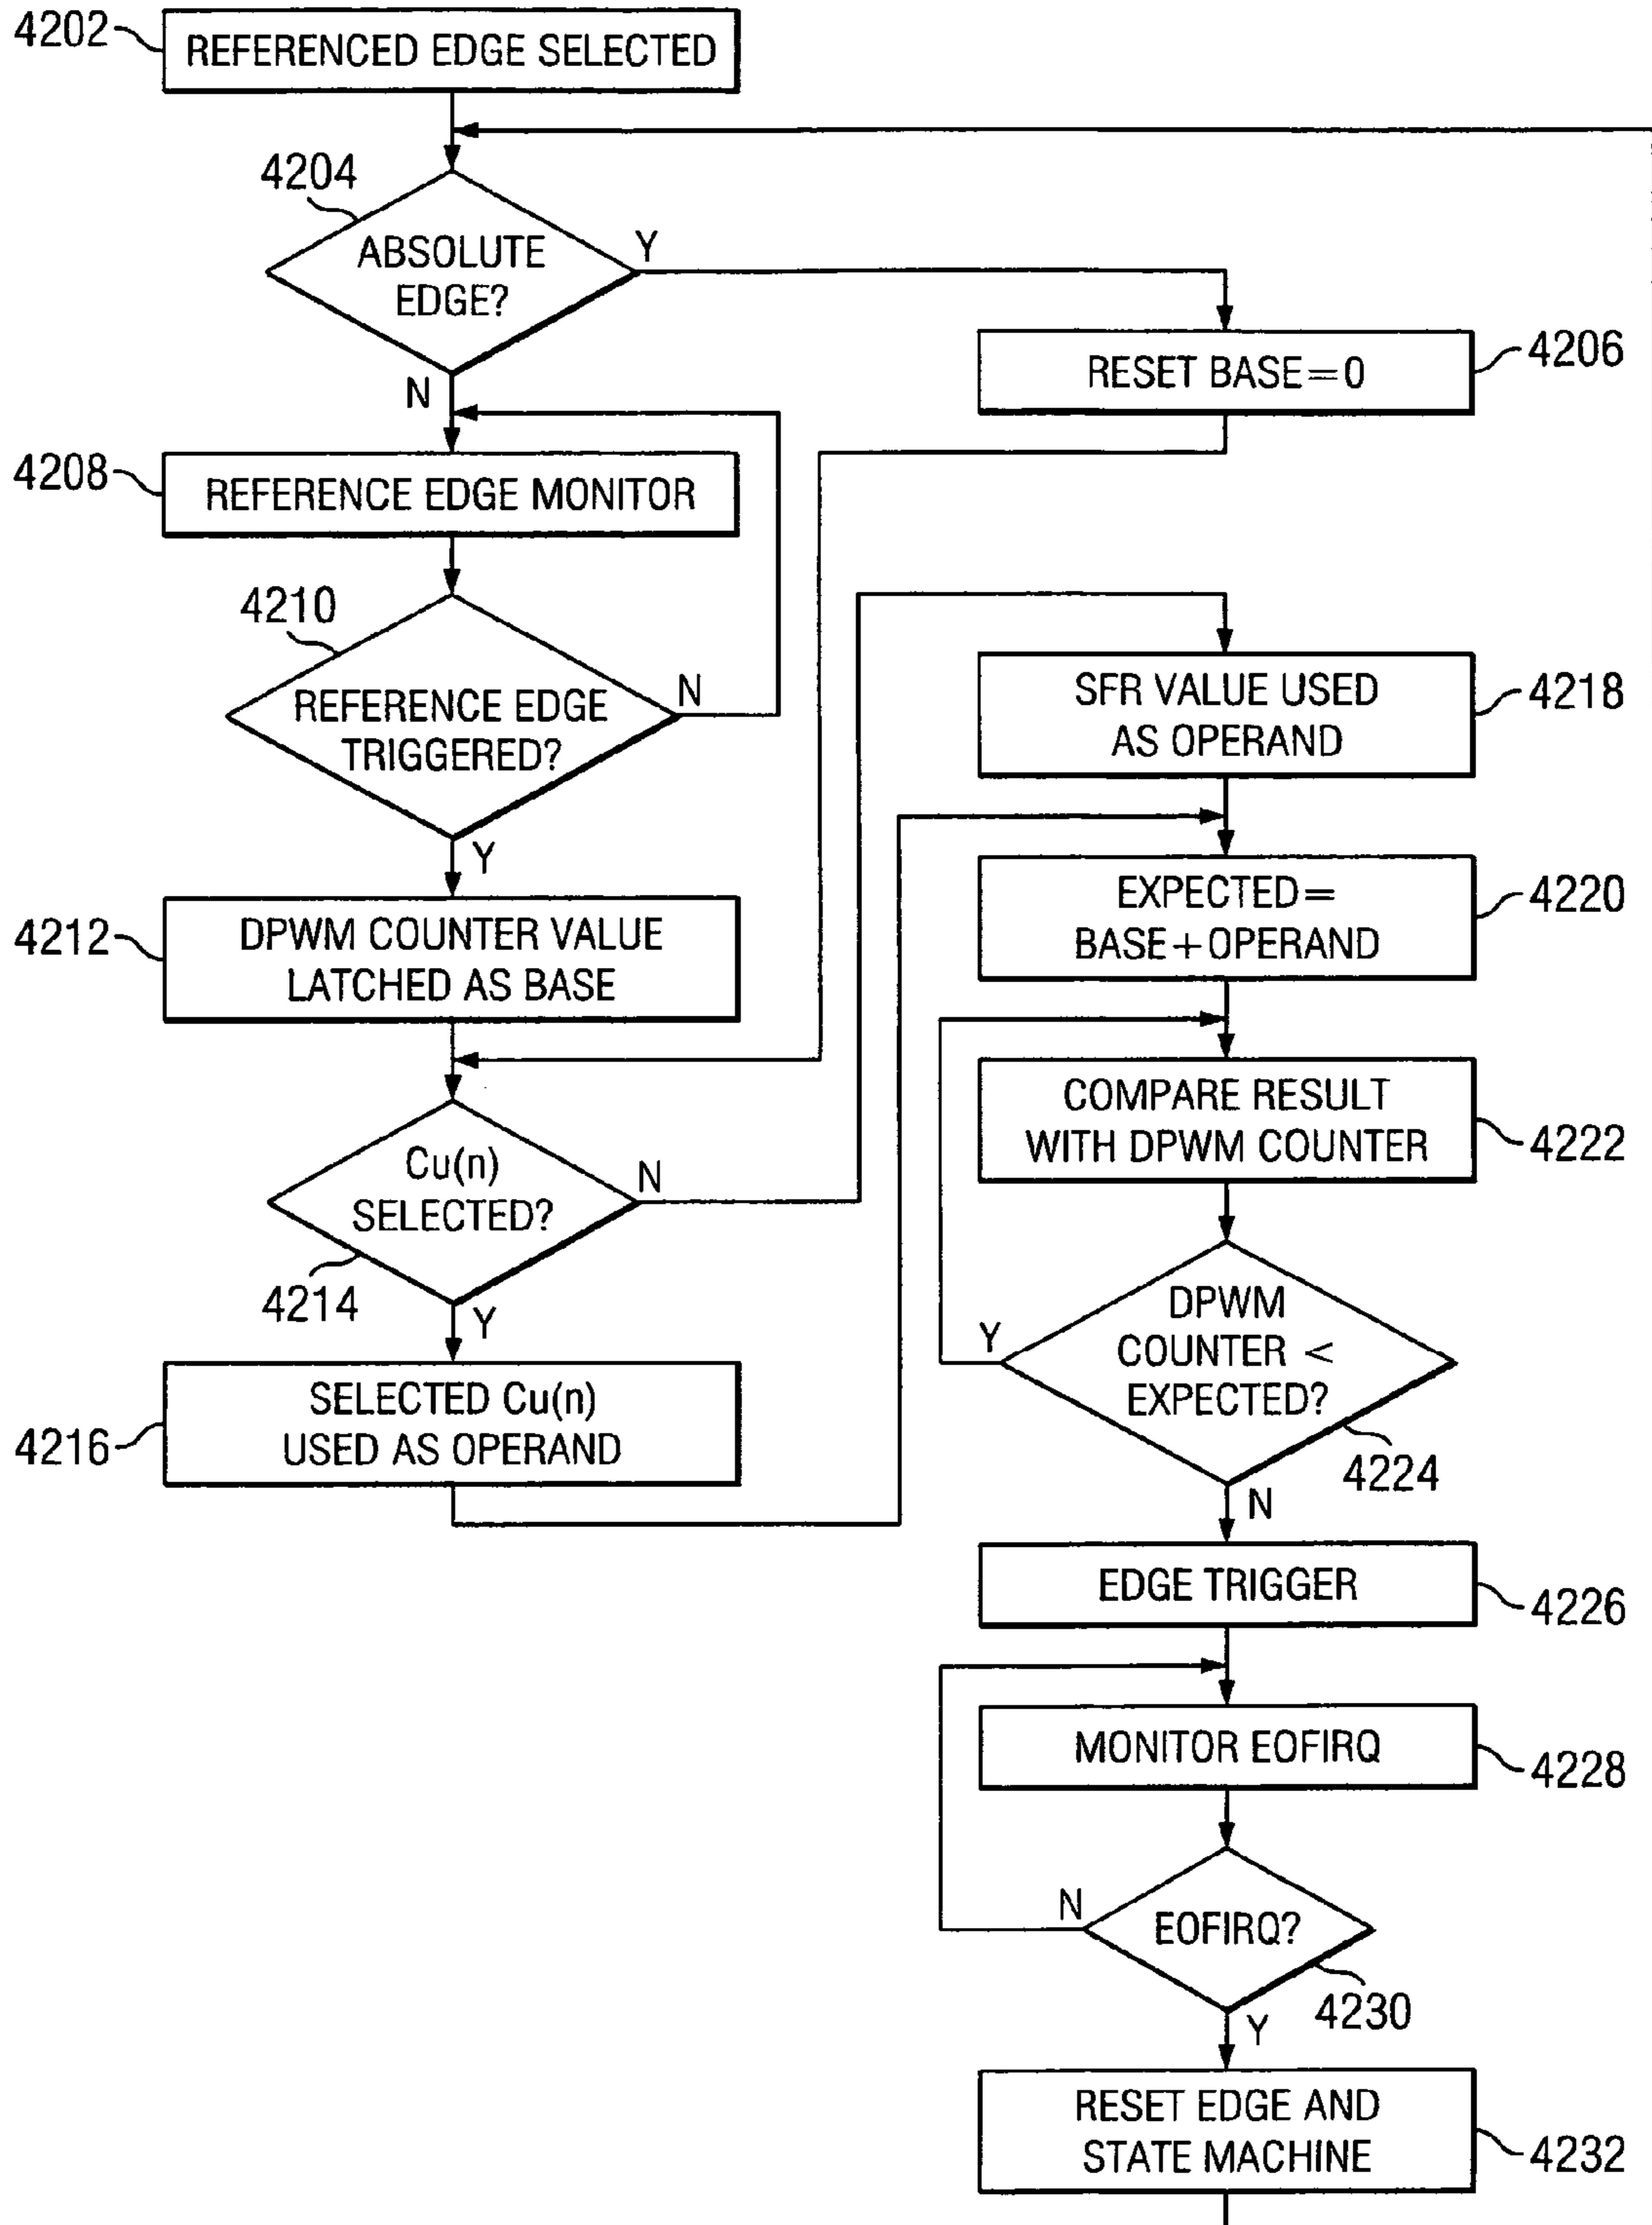 4202
REFERENCED EDGE SELECTED
4204
ABSOLUTE
EDGE?
Y
N
RESET BASE=0
4206
4208
REFERENCE EDGE MONITOR
4210
REFERENCE EDGE
TRIGGERED?
N
Y
4212
DPWM COUNTER VALUE
LATCHED AS BASE
Cu(n)
SELECTED?
N
4214
Y
4216
SELECTED Cu(n)
USED AS OPERAND
SFR VALUE USED
AS OPERAND
4218
EXPECTED=
BASE+OPERAND
4220
COMPARE RESULT
WITH DPWM COUNTER
4222
DPWM
COUNTER <
EXPECTED?
Y
4224
N
EDGE TRIGGER
4226
MONITOR EOFIRQ
4228
N
EOFIRQ?
4230
Y
RESET EDGE AND
STATE MACHINE
4232